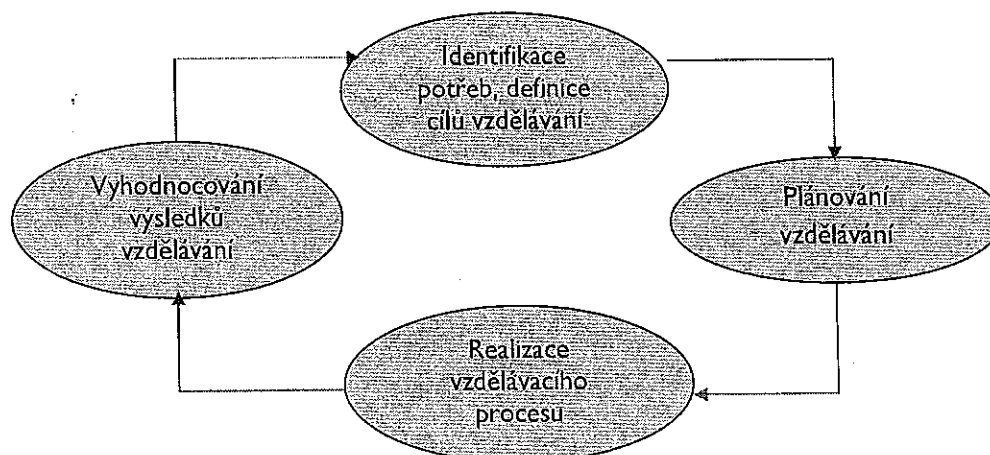 Identifikace
potřeb, definice
cílů vzdělávání
Plánování
vzdělávání
Realizace
vzdělávacího
procesu
Vyhodnocování
výsledků
vzdělávání